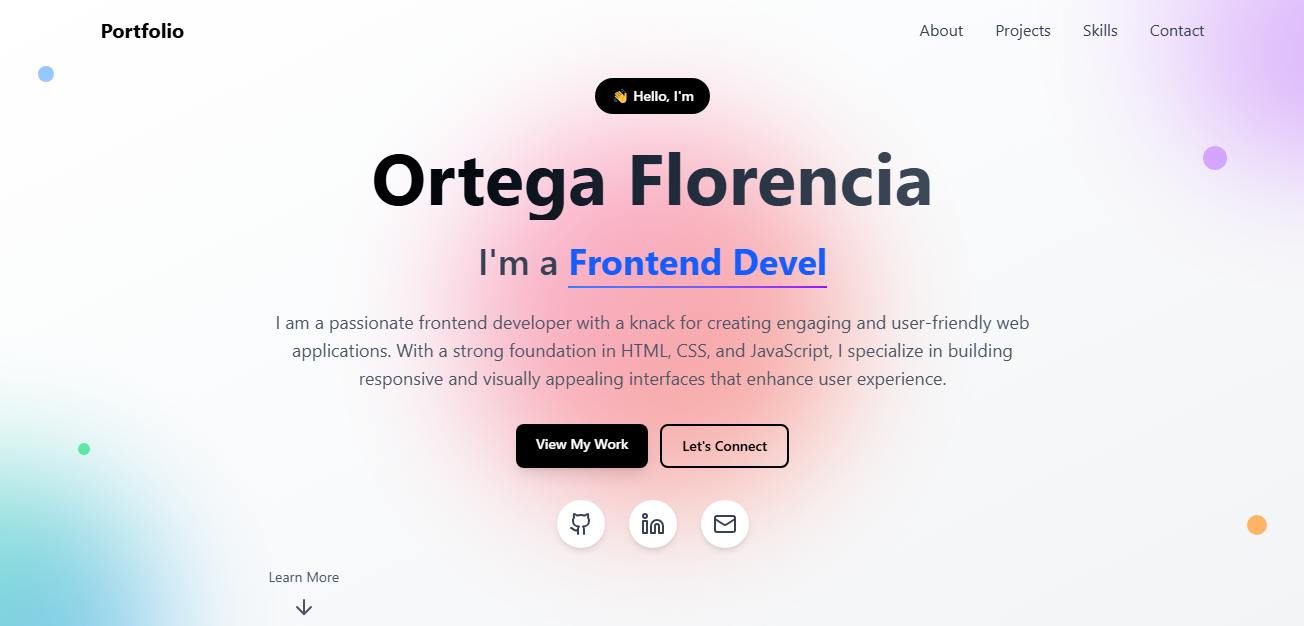 Portfolio
About Projects Skills Contact
👋 Hello, I'm
Ortega Florencia
I'm a Frontend Devel
I am a passionate frontend developer with a knack for creating engaging and user-friendly web
applications. With a strong foundation in HTML, CSS, and JavaScript, I specialize in building
responsive and visually appealing interfaces that enhance user experience.
View My Work
Let's Connect
Learn More